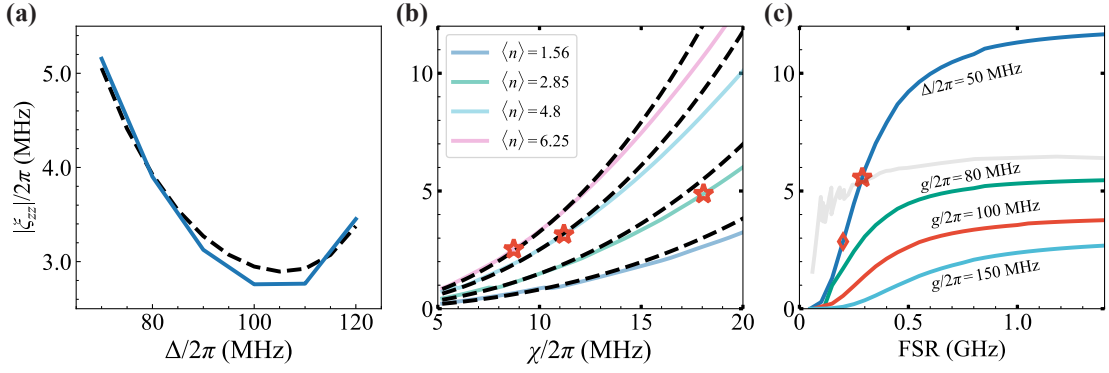 (a)
5.0
4.0
3.0
80
100
120
|ξ_zz|/2π (MHz)
Δ/2π (MHz)
(b)
⟨n⟩ = 1.56
⟨n⟩ = 2.85
⟨n⟩ = 4.8
⟨n⟩ = 6.25
10
5
0
5
10
15
20
χ/2π (MHz)
(c)
Δ/2π = 50 MHz
g/2π = 80 MHz
g/2π = 100 MHz
g/2π = 150 MHz
10
5
0
0
0.5
1.0
FSR (GHz)